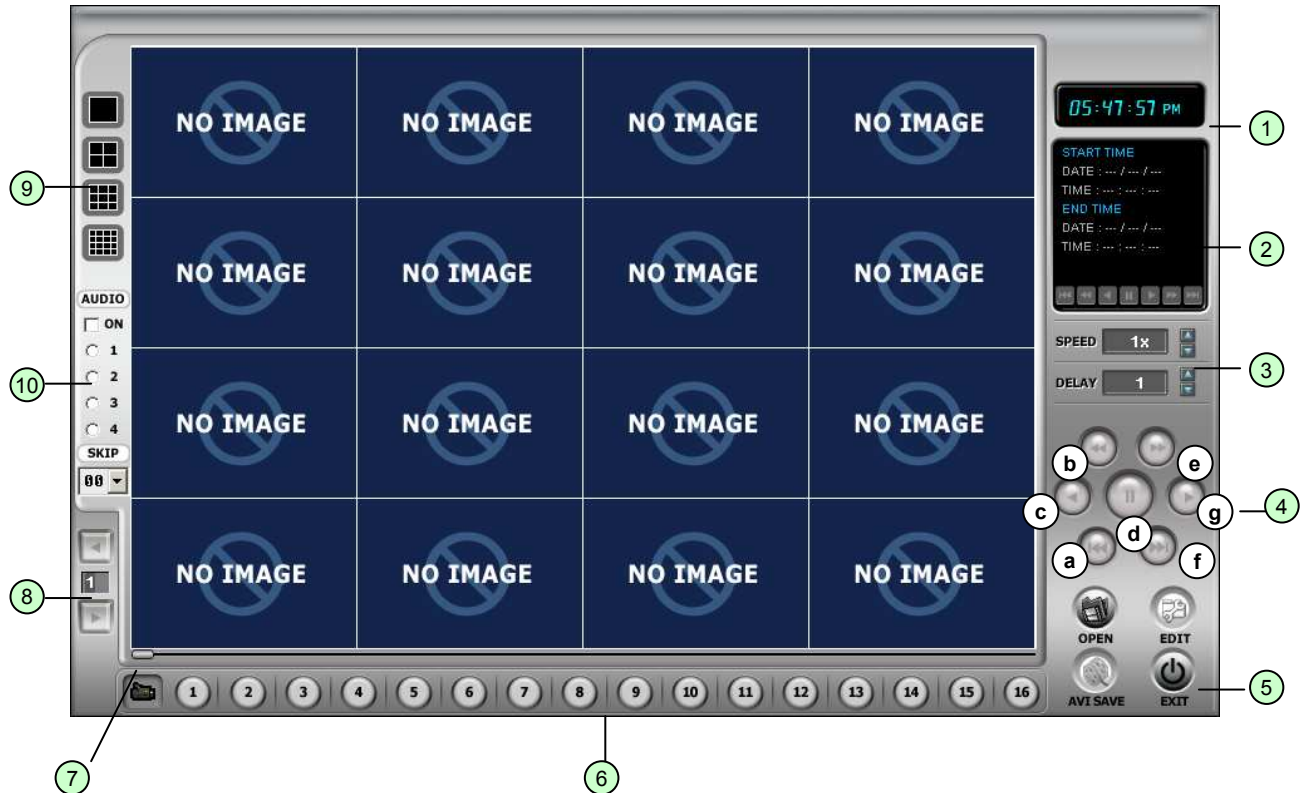 NO IMAGE NO IMAGE NO IMAGE NO IMAGE
NO IMAGE NO IMAGE NO IMAGE NO IMAGE
NO IMAGE NO IMAGE NO IMAGE NO IMAGE
NO IMAGE NO IMAGE NO IMAGE NO IMAGE
05:47:57 PM
1
START TIME
DATE : --- / --- / ---
TIME : --- : --- : ---
END TIME
DATE : --- / --- / ---
TIME : --- : --- : ---
2
SPEED 1x
DELAY 1
3
b
e
c
d
g
4
a
f
OPEN EDIT
AVI SAVE EXIT
5
9
AUDIO
ON
1
2
3
4
10
SKIP
00
1
8
1 2 3 4 5 6 7 8 9 10 11 12 13 14 15 16
7
6